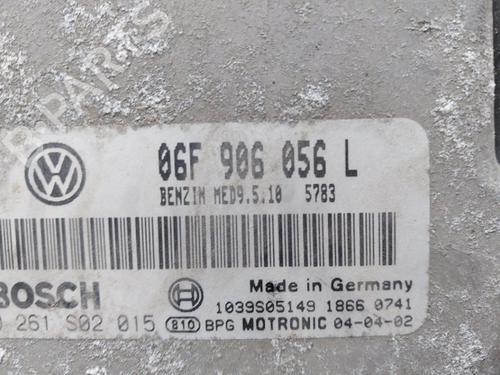 06F 906 056 L
BENZIN MED9.5.10 5783
BOSCH
Made in Germany
1039S05149 1866 0741
261 S02 015 810 BPG MOTRONIC 04-04-02
PARTS